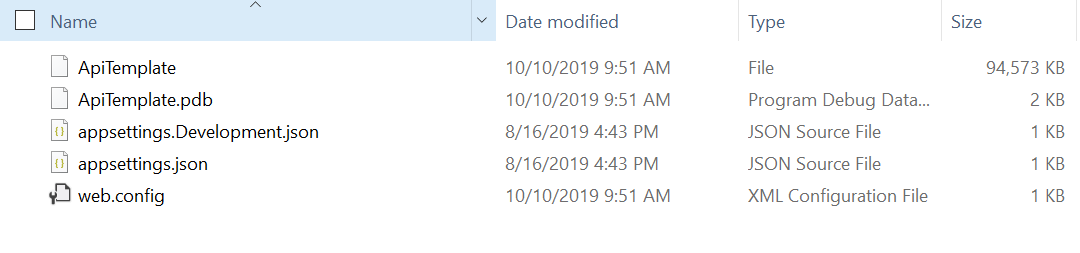 Name Date modified Type Size
ApiTemplate 10/10/2019 9:51 AM File 94,573 KB
ApiTemplate.pdb 10/10/2019 9:51 AM Program Debug Data... 2 KB
appsettings.Development.json 8/16/2019 4:43 PM JSON Source File 1 KB
appsettings.json 8/16/2019 4:43 PM JSON Source File 1 KB
web.config 10/10/2019 9:51 AM XML Configuration File 1 KB